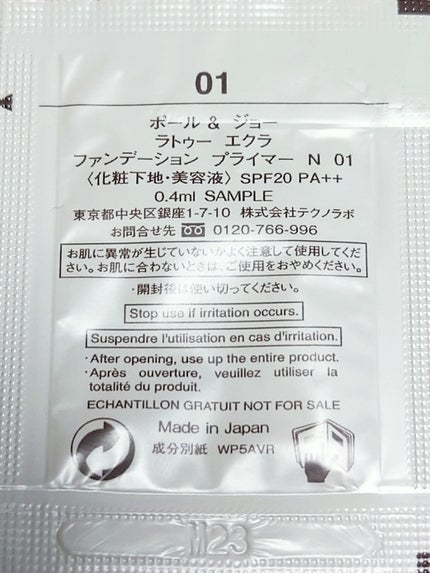 01
ポール & ジョー
ラトゥー エクラ
ファンデーション プライマー N 01
〈化粧下地・美容液〉 SPF20 PA++
0.4ml SAMPLE
東京都中央区銀座1-7-10 株式会社テクノラボ
お問合せ先 0120-766-996
お肌に異常が生じていないかよく注意して使用してくだ
さい。お肌に合わないときは、ご使用をおやめください。
・開封後は使い切ってください。
Stop use if irritation occurs.
Suspendre l'utilisation en cas d'irritation.
・After opening, use up the entire product.
・Après ouverture, veuillez utiliser la
totalité du produit.
ECHANTILLON GRATUIT NOT FOR SALE
Made in Japan
成分別紙 WP5AVR
1123